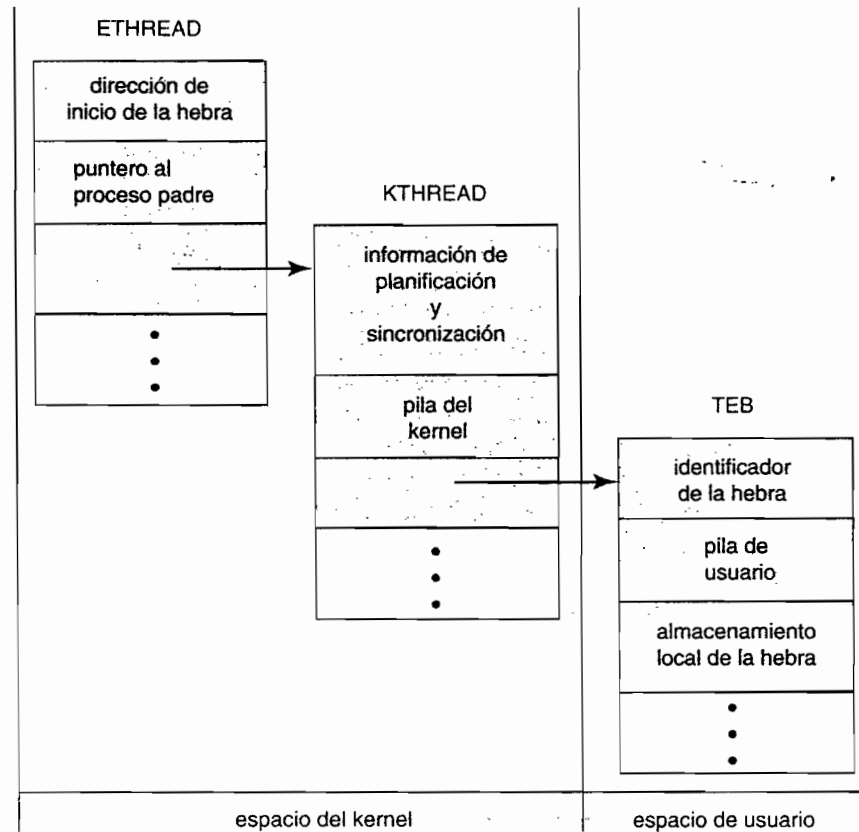 ETHREAD
dirección de
inicio de la hebra
puntero al
proceso padre
KTHREAD
información de
planificación
y
sincronización
pila del
kernel
TEB
identificador
de la hebra
pila de
usuario
almacenamiento
local de la hebra
espacio del kernel
espacio de usuario